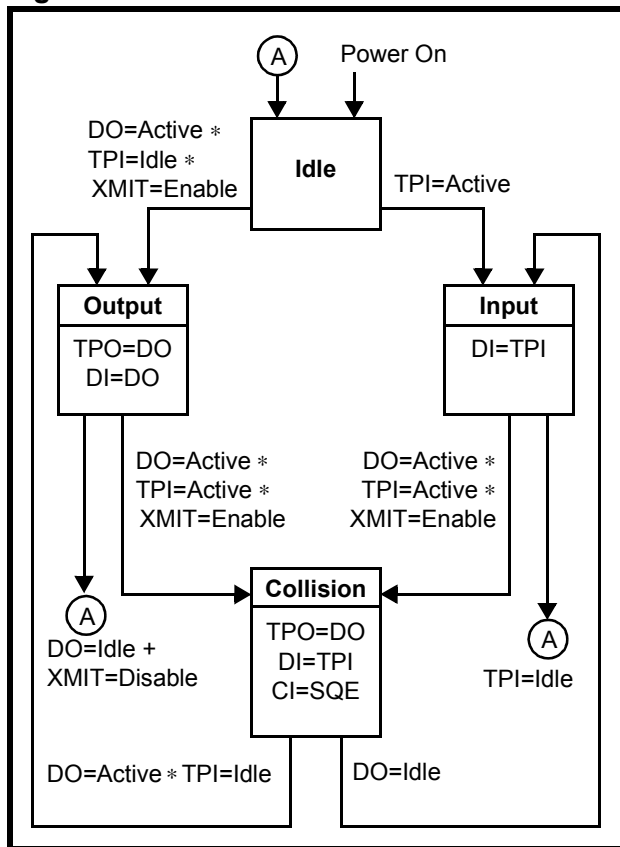 A
Power On
DO=Active *
TPI=Idle *
XMIT=Enable
Idle
TPI=Active
Output
TPO=DO
DI=DO
Input
DI=TPI
DO=Active *
TPI=Active *
XMIT=Enable
DO=Active *
TPI=Active *
XMIT=Enable
A
DO=Idle +
XMIT=Disable
Collision
TPO=DO
DI=TPI
CI=SQE
A
TPI=Idle
DO=Active * TPI=Idle
DO=Idle